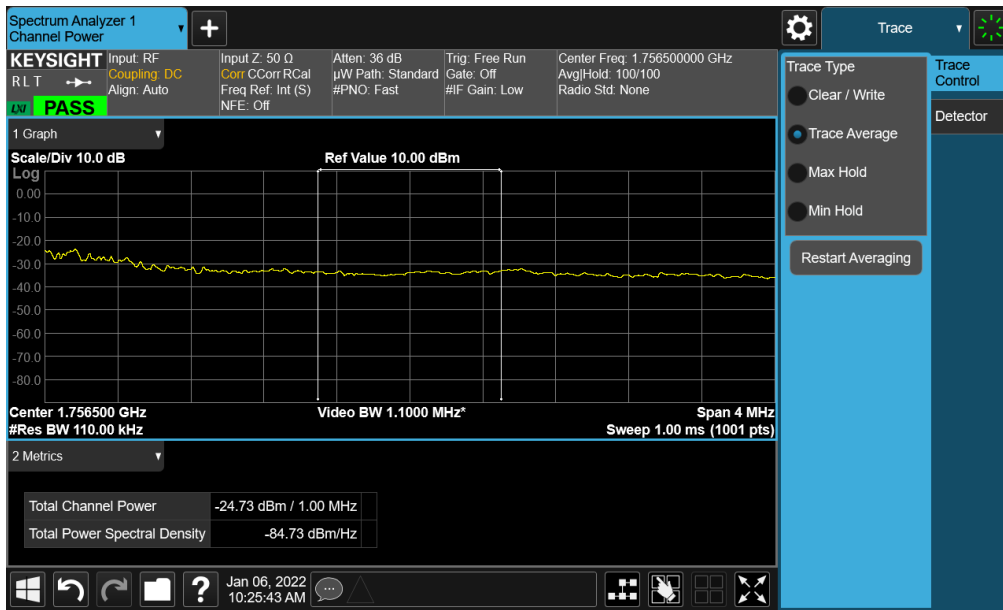 Spectrum Analyzer 1
Channel Power
Trace
KEYSIGHT
RLT
LXI
PASS
Input: RF
Coupling: DC
Align: Auto
Input Z: 50 Ω
Corr CCorr RCal
Freq Ref: Int (S)
NFE: Off
Atten: 36 dB
µW Path: Standard
#PNO: Fast
Trig: Free Run
Gate: Off
#IF Gain: Low
Center Freq: 1.756500000 GHz
Avg|Hold: 100/100
Radio Std: None
Trace Type
Clear / Write
Trace Average
Max Hold
Min Hold
Restart Averaging
Trace
Control
Detector
1 Graph
Scale/Div 10.0 dB
Ref Value 10.00 dBm
Log
0.00
-10.0
-20.0
-30.0
-40.0
-50.0
-60.0
-70.0
-80.0
Center 1.756500 GHz
Video BW 1.1000 MHz*
Span 4 MHz
#Res BW 110.00 kHz
Sweep 1.00 ms (1001 pts)
2 Metrics
Total Channel Power -24.73 dBm / 1.00 MHz
Total Power Spectral Density -84.73 dBm/Hz
?
Jan 06, 2022
10:25:43 AM